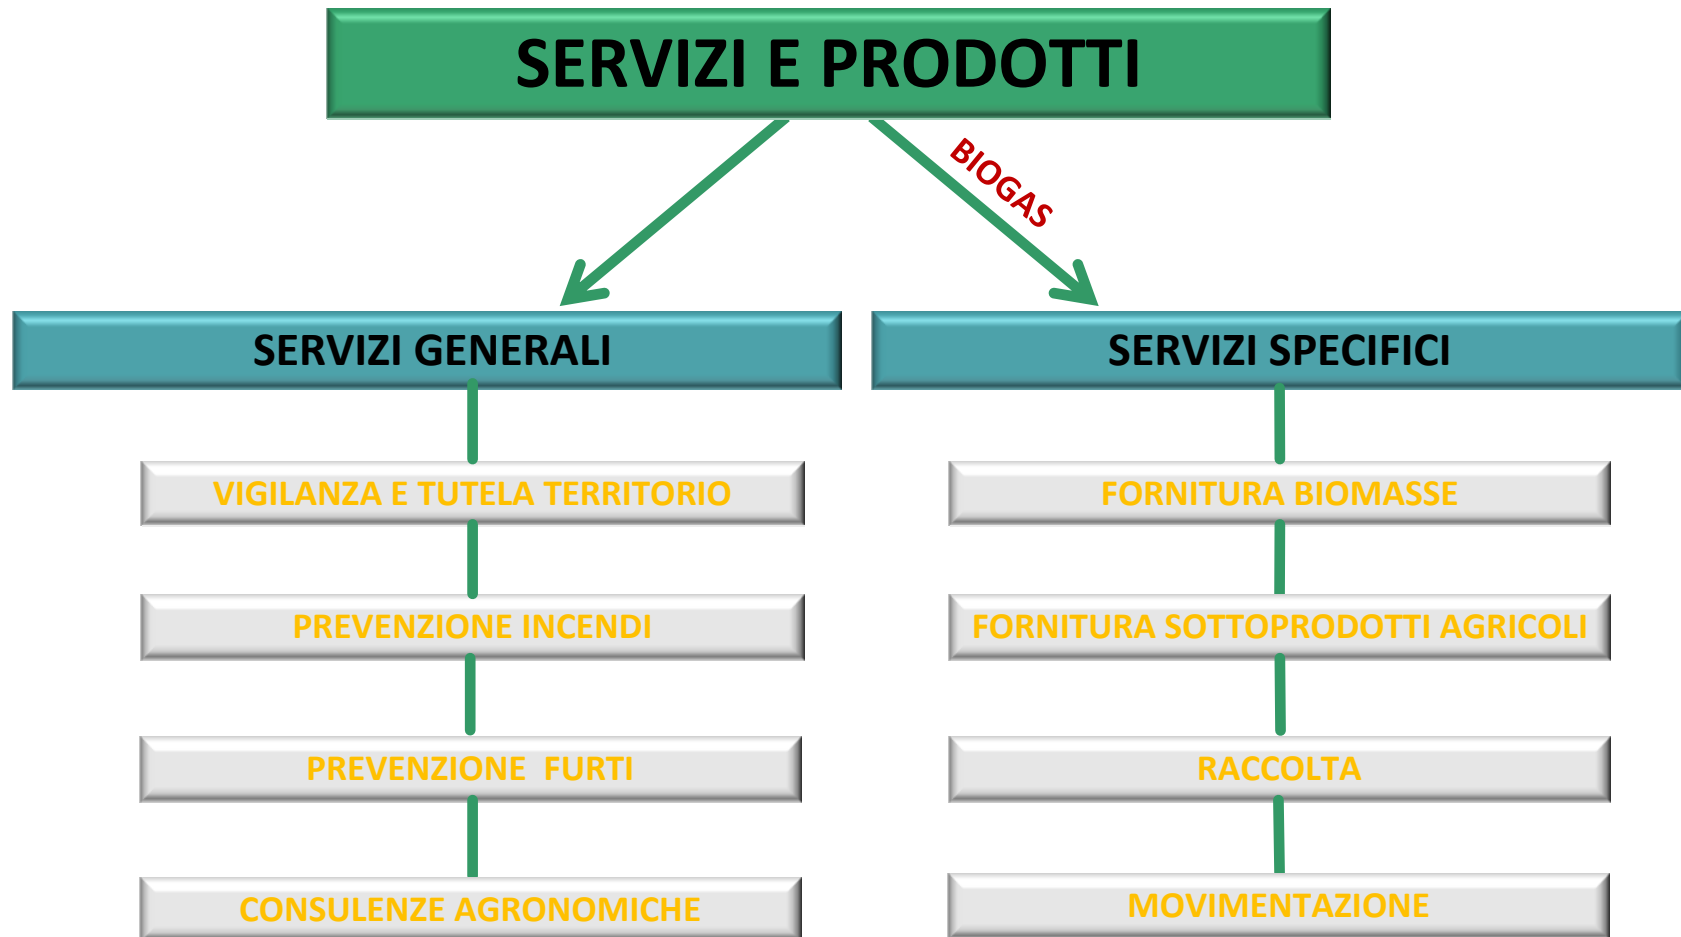 SERVIZI E PRODOTTI
BIOGAS
SERVIZI GENERALI
VIGILANZA E TUTELA TERRITORIO
PREVENZIONE INCENDI
PREVENZIONE FURTI
CONSULENZE AGRONOMICHE
SERVIZI SPECIFICI
FORNITURA BIOMASSE
FORNITURA SOTTOPRODOTTI AGRICOLI
RACCOLTA
MOVIMENTAZIONE